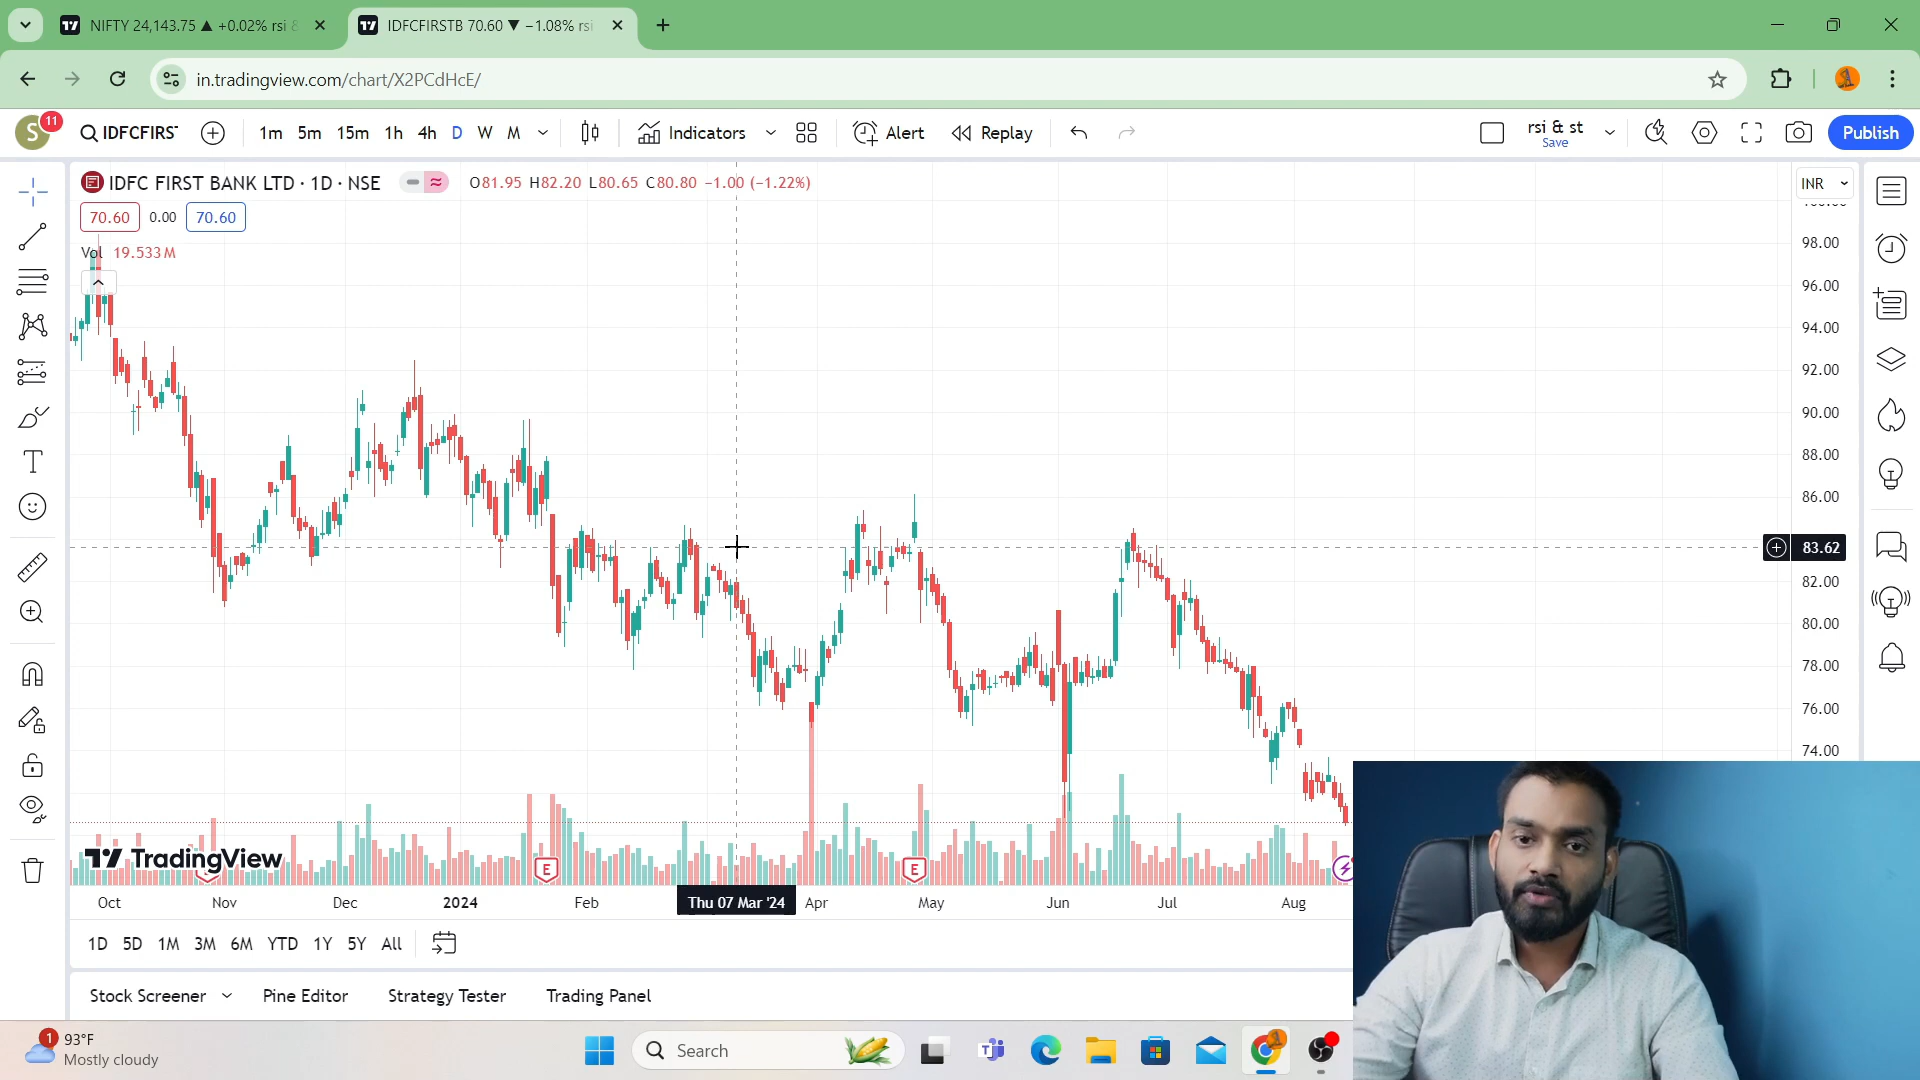 NIFTY 24,143.75 ▲ +0.02% rsi &
IDFCFIRSTB 70.60 ▼ −1.08% rsi
in.tradingview.com/chart/X2PCdHcE/
S 11
IDFCFIRST
1m 5m 15m 1h 4h D W M
Indicators
Alert
Replay
rsi & st
Save
Publish
IDFC FIRST BANK LTD · 1D · NSE
O81.95 H82.20 L80.65 C80.80 −1.00 (−1.22%)
INR
70.60 0.00 70.60
Vol 19.533M
98.00
96.00
94.00
92.00
90.00
88.00
86.00
83.62
82.00
80.00
78.00
76.00
74.00
TradingView
E
E
Oct Nov Dec 2024 Feb Thu 07 Mar '24 Apr May Jun Jul Aug
1D 5D 1M 3M 6M YTD 1Y 5Y All
Stock Screener Pine Editor Strategy Tester Trading Panel
1
93°F
Mostly cloudy
Search